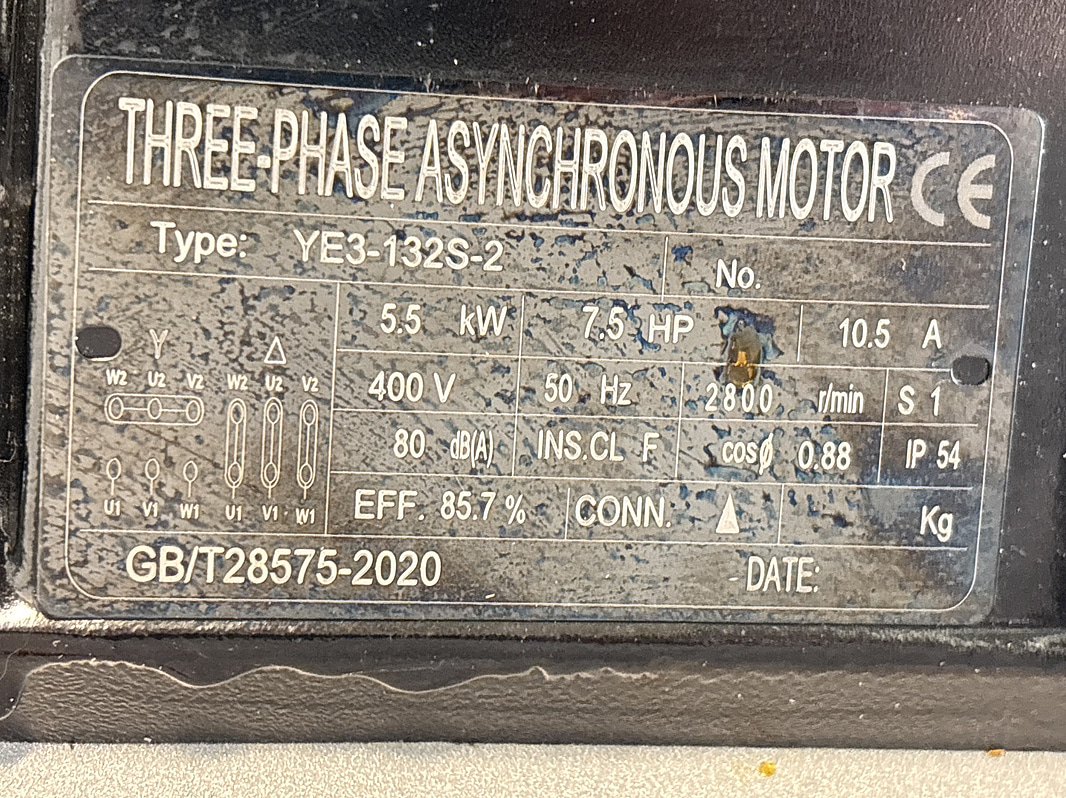 THREE-PHASE ASYNCHRONOUS MOTOR CE
Type: YE3-132S-2 No.
5.5 kW 7.5 HP 10.5 A
Y △
W2 U2 V2 W2 U2 V2
400 V 50 Hz 2800 r/min S 1
80 dB(A) INS.CL F cosϕ 0.88 IP 54
U1 V1 W1 U1 V1 W1
EFF. 85.7 % CONN. ▲ Kg
GB/T28575-2020 DATE: